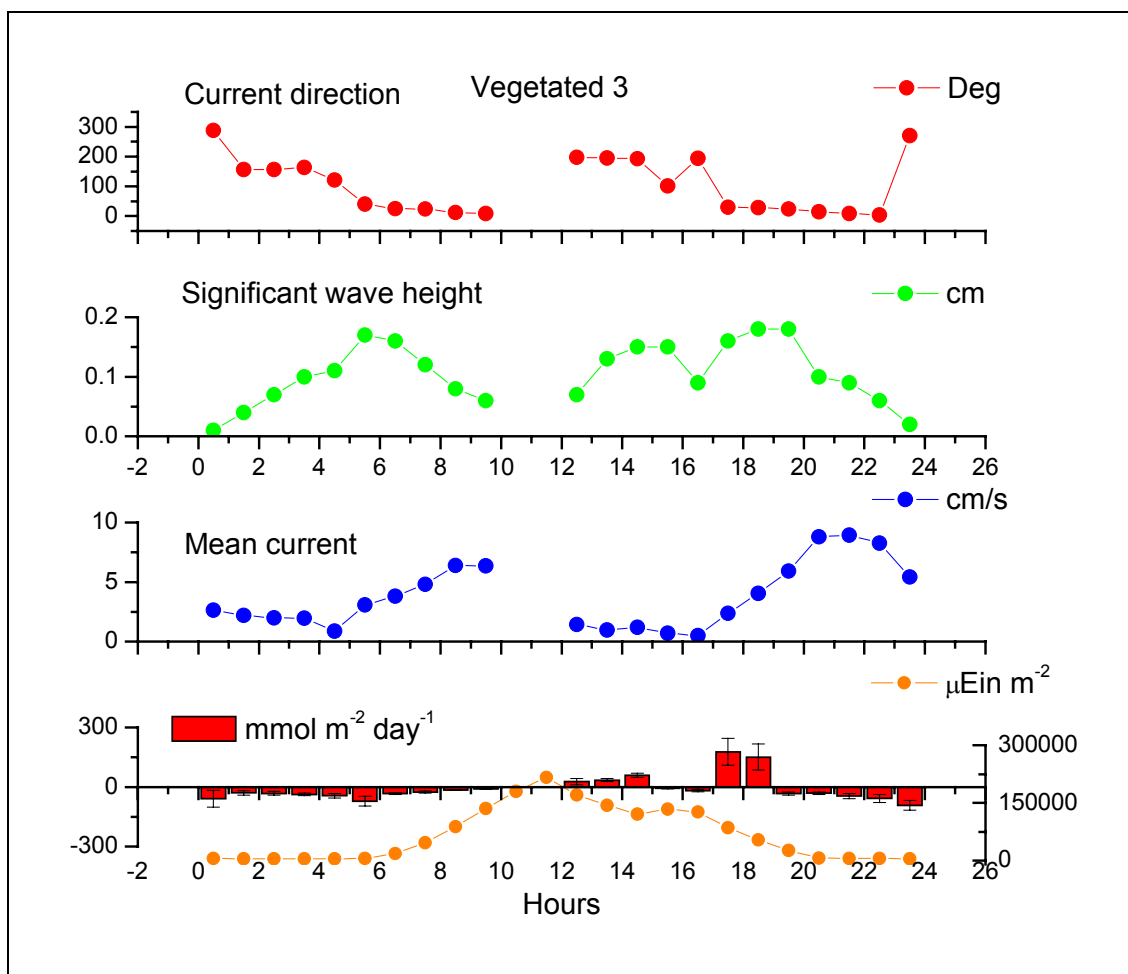 Vegetated 3
Current direction
Deg
300
200
100
0
Significant wave height
cm
0.2
0.1
0.0
-2 0 2 4 6 8 10 12 14 16 18 20 22 24 26
cm/s
Mean current
10
5
0
μEin m⁻²
mmol m⁻² day⁻¹
300
0
-300
300000
150000
0
-2 0 2 4 6 8 10 12 14 16 18 20 22 24 26
Hours